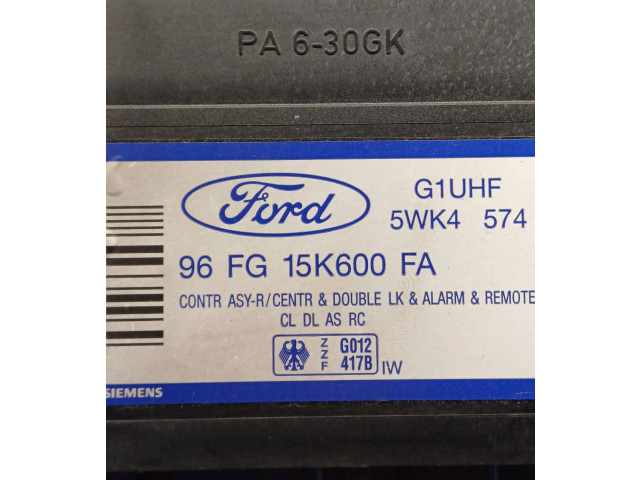 PA 6-30GK
Ford
G1UHF
5WK4 574
96 FG 15K600 FA
CONTR ASY-R/CENTR & DOUBLE LK & ALARM & REMOTE
CL DL AS RC
ZZF G012 417B IW
SIEMENS